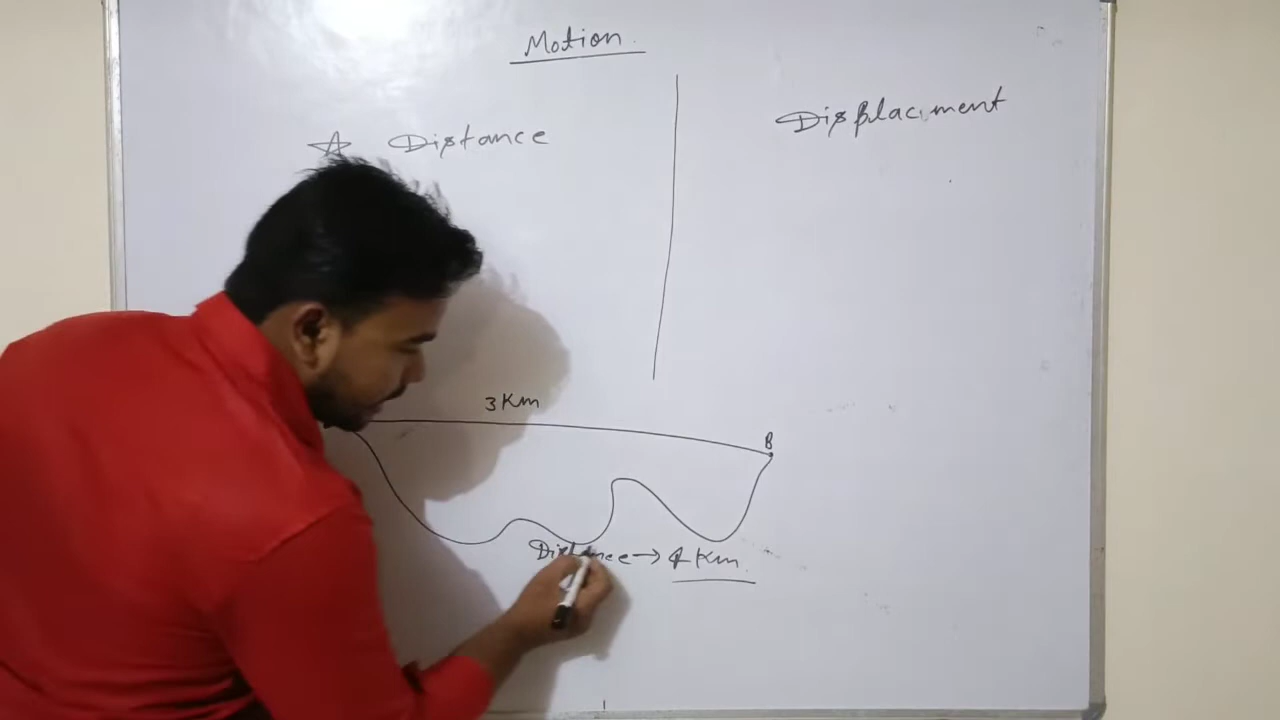 Motion
Distance
Displacement
3 Km
B
Distance → 4 Km